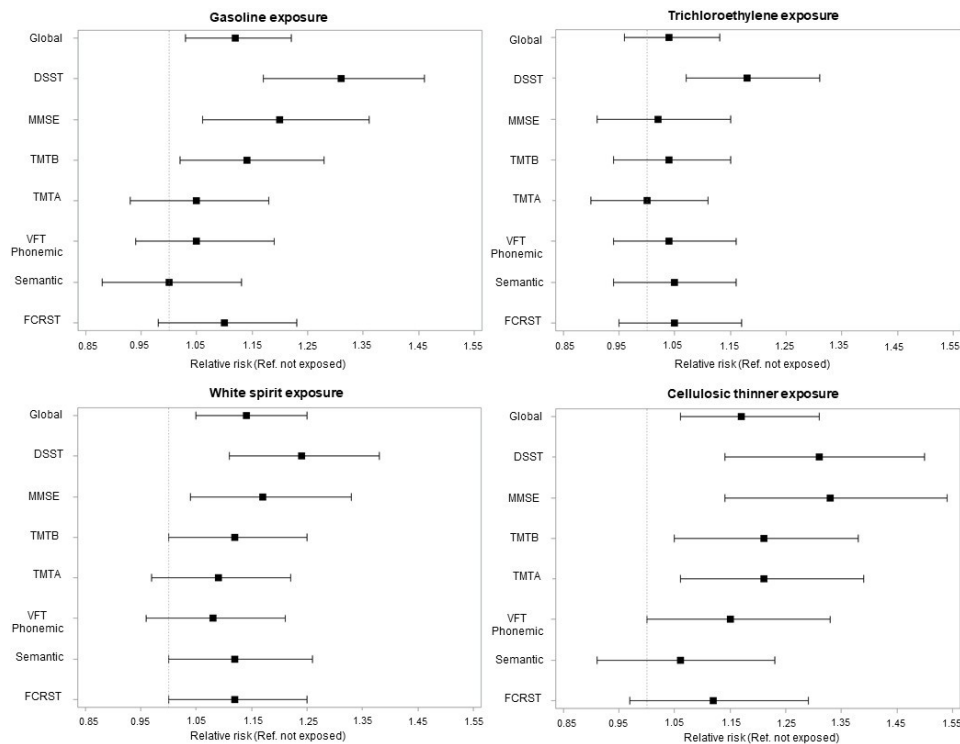 Gasoline exposure
Global
DSST
MMSE
TMTB
TMTA
VFT
Phonemic
Semantic
FCRST
0.85 0.95 1.05 1.15 1.25 1.35 1.45 1.55
Relative risk (Ref. not exposed)
Trichloroethylene exposure
Global
DSST
MMSE
TMTB
TMTA
VFT
Phonemic
Semantic
FCRST
0.85 0.95 1.05 1.15 1.25 1.35 1.45 1.55
Relative risk (Ref. not exposed)
White spirit exposure
Global
DSST
MMSE
TMTB
TMTA
VFT
Phonemic
Semantic
FCRST
0.85 0.95 1.05 1.15 1.25 1.35 1.45 1.55
Relative risk (Ref. not exposed)
Cellulosic thinner exposure
Global
DSST
MMSE
TMTB
TMTA
VFT
Phonemic
Semantic
FCRST
0.85 0.95 1.05 1.15 1.25 1.35 1.45 1.55
Relative risk (Ref. not exposed)